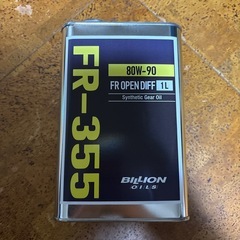 80W-90
FR OPEN DIFF 1L
Synthetic Gear Oil
FR-355
BILLION
OILS